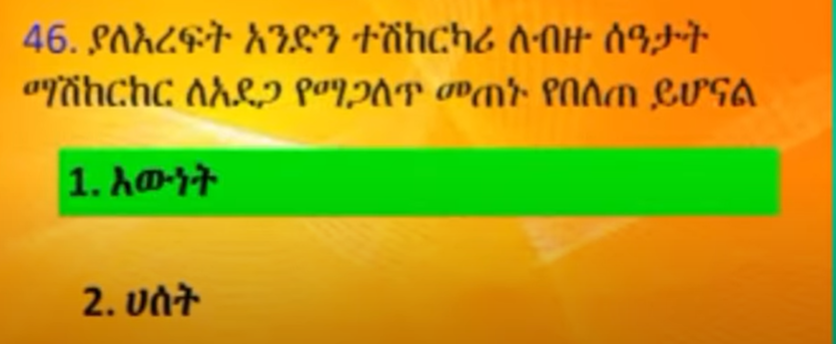 46. ያለእረፍት አንድን ተሽከርካሪ ለብዙ ሰዓታት
ማሽከርከር ለአደጋ የማጋለጥ መጠኑ የበለጠ ይሆናል
1. እውነት
2. ሀሰት